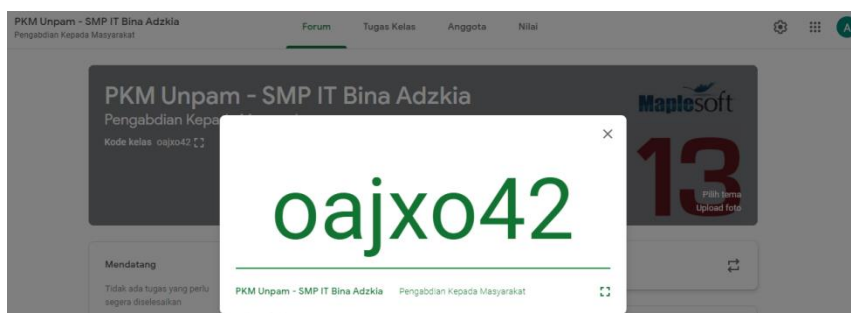 PKM Unpam - SMP IT Bina Adzkia
Pengabdian Kepada Masyarakat
Forum Tugas Kelas Anggota Nilai
A
PKM Unpam - SMP IT Bina Adzkia
Pengabdian Kepa
Kode kelas oajxo42
Maplesoft
13
Pilih tema
Upload foto
oajxo42
PKM Unpam - SMP IT Bina Adzkia Pengabdian Kepada Masyarakat
Mendatang
Tidak ada tugas yang perlu
segera diselesaikan